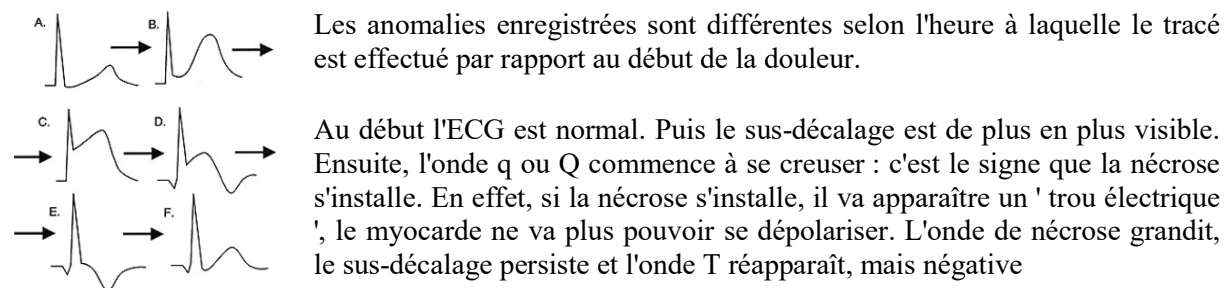 A.
B.
C.
D.
E.
F.
Les anomalies enregistrées sont différentes selon l'heure à laquelle le tracé
est effectué par rapport au début de la douleur.
Au début l'ECG est normal. Puis le sus-décalage est de plus en plus visible.
Ensuite, l'onde q ou Q commence à se creuser : c'est le signe que la nécrose
s'installe. En effet, si la nécrose s'installe, il va apparaître un ' trou électrique
', le myocarde ne va plus pouvoir se dépolariser. L'onde de nécrose grandit,
le sus-décalage persiste et l'onde T réapparaît, mais négative